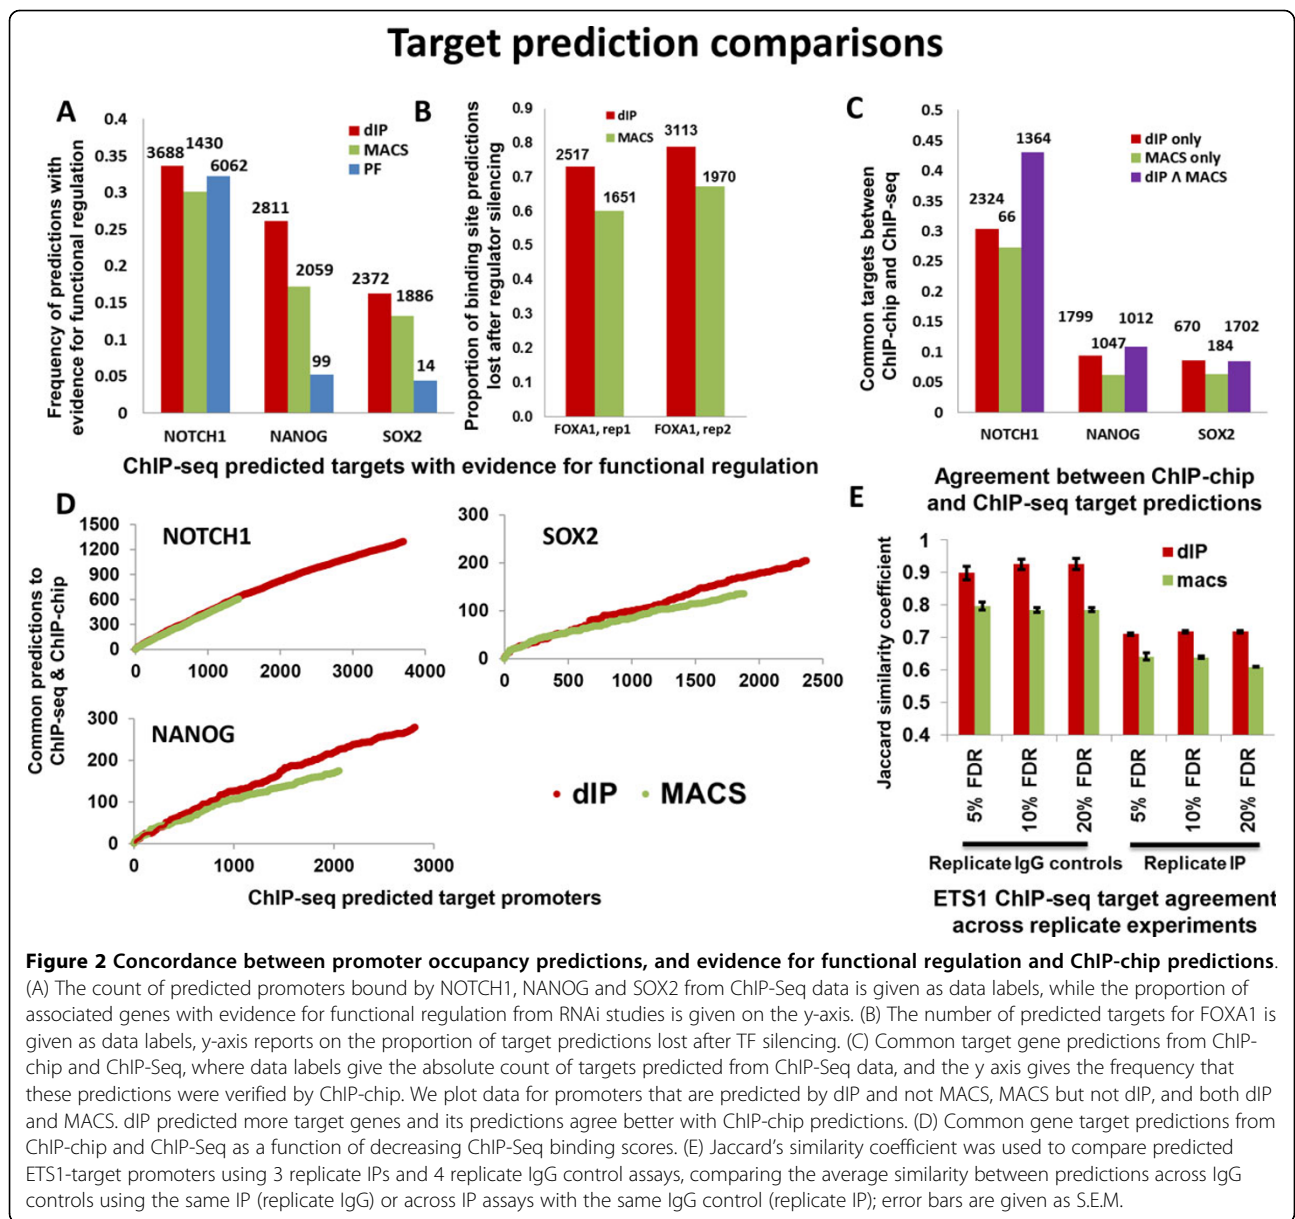 Target prediction comparisons
A
Frequency of predictions with
evidence for functional regulation
0.4
0.35
0.3
0.25
0.2
0.15
0.1
0.05
0
3688
1430
6062
2811
2059
99
2372
1886
14
dIP
MACS
PF
NOTCH1 NANOG SOX2
B
Proportion of binding site predictions
lost after regulator silencing
0.9
0.8
0.7
0.6
0.5
0.4
0.3
0.2
0.1
0.0
dIP
MACS
2517
1651
3113
1970
FOXA1, rep1 FOXA1, rep2
ChIP-seq predicted targets with evidence for functional regulation
C
Common targets between
ChIP-chip and ChIP-seq
0.5
0.45
0.4
0.35
0.3
0.25
0.2
0.15
0.1
0.05
0
2324
66
1364
1799
1047
1012
670
184
1702
dIP only
MACS only
dIP Λ MACS
NOTCH1 NANOG SOX2
Agreement between ChIP-chip
and ChIP-seq target predictions
D
Common predictions to
ChIP-seq & ChIP-chip
NOTCH1
1500
1200
900
600
300
0
0 1000 2000 3000 4000
SOX2
300
200
100
0
0 500 1000 1500 2000 2500
NANOG
300
200
100
0
0 1000 2000 3000
dIP MACS
ChIP-seq predicted target promoters
E
Jaccard similarity coefficient
1
0.9
0.8
0.7
0.6
0.5
0.4
dIP
macs
5% FDR
10% FDR
20% FDR
5% FDR
10% FDR
20% FDR
Replicate IgG controls Replicate IP
ETS1 ChIP-seq target agreement
across replicate experiments
Figure 2 Concordance between promoter occupancy predictions, and evidence for functional regulation and ChIP-chip predictions.
(A) The count of predicted promoters bound by NOTCH1, NANOG and SOX2 from ChIP-Seq data is given as data labels, while the proportion of
associated genes with evidence for functional regulation from RNAi studies is given on the y-axis. (B) The number of predicted targets for FOXA1 is
given as data labels, y-axis reports on the proportion of target predictions lost after TF silencing. (C) Common target gene predictions from ChIP-
chip and ChIP-Seq, where data labels give the absolute count of targets predicted from ChIP-Seq data, and the y axis gives the frequency that
these predictions were verified by ChIP-chip. We plot data for promoters that are predicted by dIP and not MACS, MACS but not dIP, and both dIP
and MACS. dIP predicted more target genes and its predictions agree better with ChIP-chip predictions. (D) Common gene target predictions from
ChIP-chip and ChIP-Seq as a function of decreasing ChIP-Seq binding scores. (E) Jaccard's similarity coefficient was used to compare predicted
ETS1-target promoters using 3 replicate IPs and 4 replicate IgG control assays, comparing the average similarity between predictions across IgG
controls using the same IP (replicate IgG) or across IP assays with the same IgG control (replicate IP); error bars are given as S.E.M.